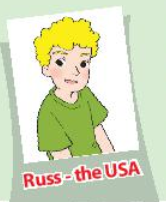 Russ - the USA